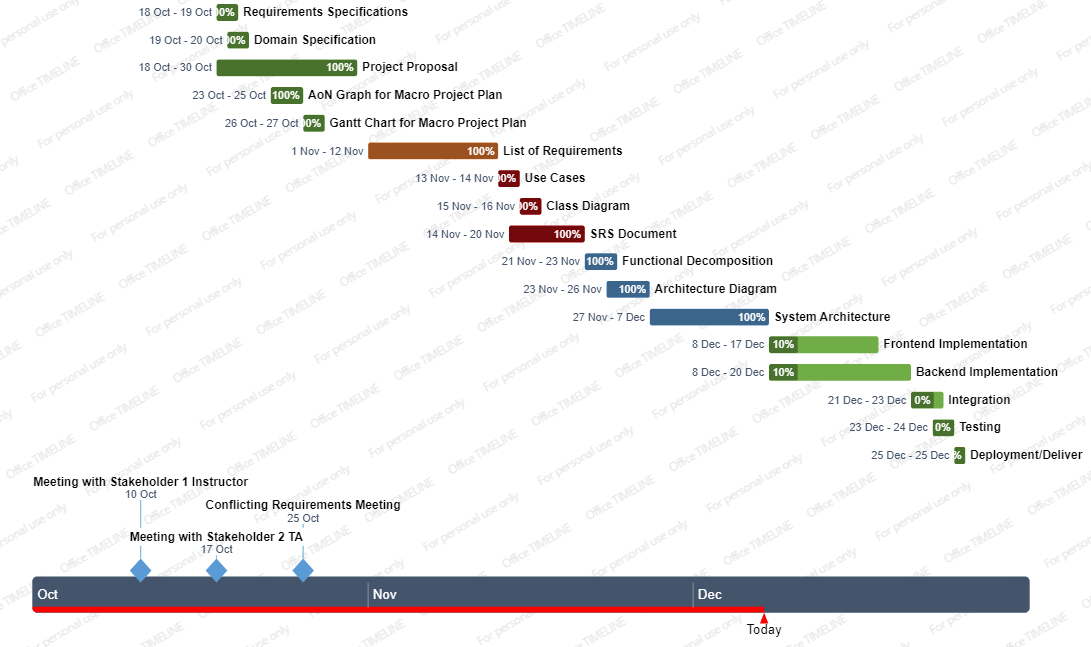 18 Oct - 19 Oct 00% Requirements Specifications
19 Oct - 20 Oct 00% Domain Specification
18 Oct - 30 Oct 100% Project Proposal
23 Oct - 25 Oct 100% AoN Graph for Macro Project Plan
26 Oct - 27 Oct 00% Gantt Chart for Macro Project Plan
1 Nov - 12 Nov 100% List of Requirements
13 Nov - 14 Nov 00% Use Cases
15 Nov - 16 Nov 00% Class Diagram
14 Nov - 20 Nov 100% SRS Document
21 Nov - 23 Nov 100% Functional Decomposition
23 Nov - 26 Nov 100% Architecture Diagram
27 Nov - 7 Dec 100% System Architecture
8 Dec - 17 Dec 10% Frontend Implementation
8 Dec - 20 Dec 10% Backend Implementation
21 Dec - 23 Dec 0% Integration
23 Dec - 24 Dec 0% Testing
25 Dec - 25 Dec % Deployment/Deliver
Meeting with Stakeholder 1 Instructor
10 Oct
Conflicting Requirements Meeting
25 Oct
Meeting with Stakeholder 2 TA
17 Oct
Oct Nov Dec
Today
For personal use only
Office TIMELINE